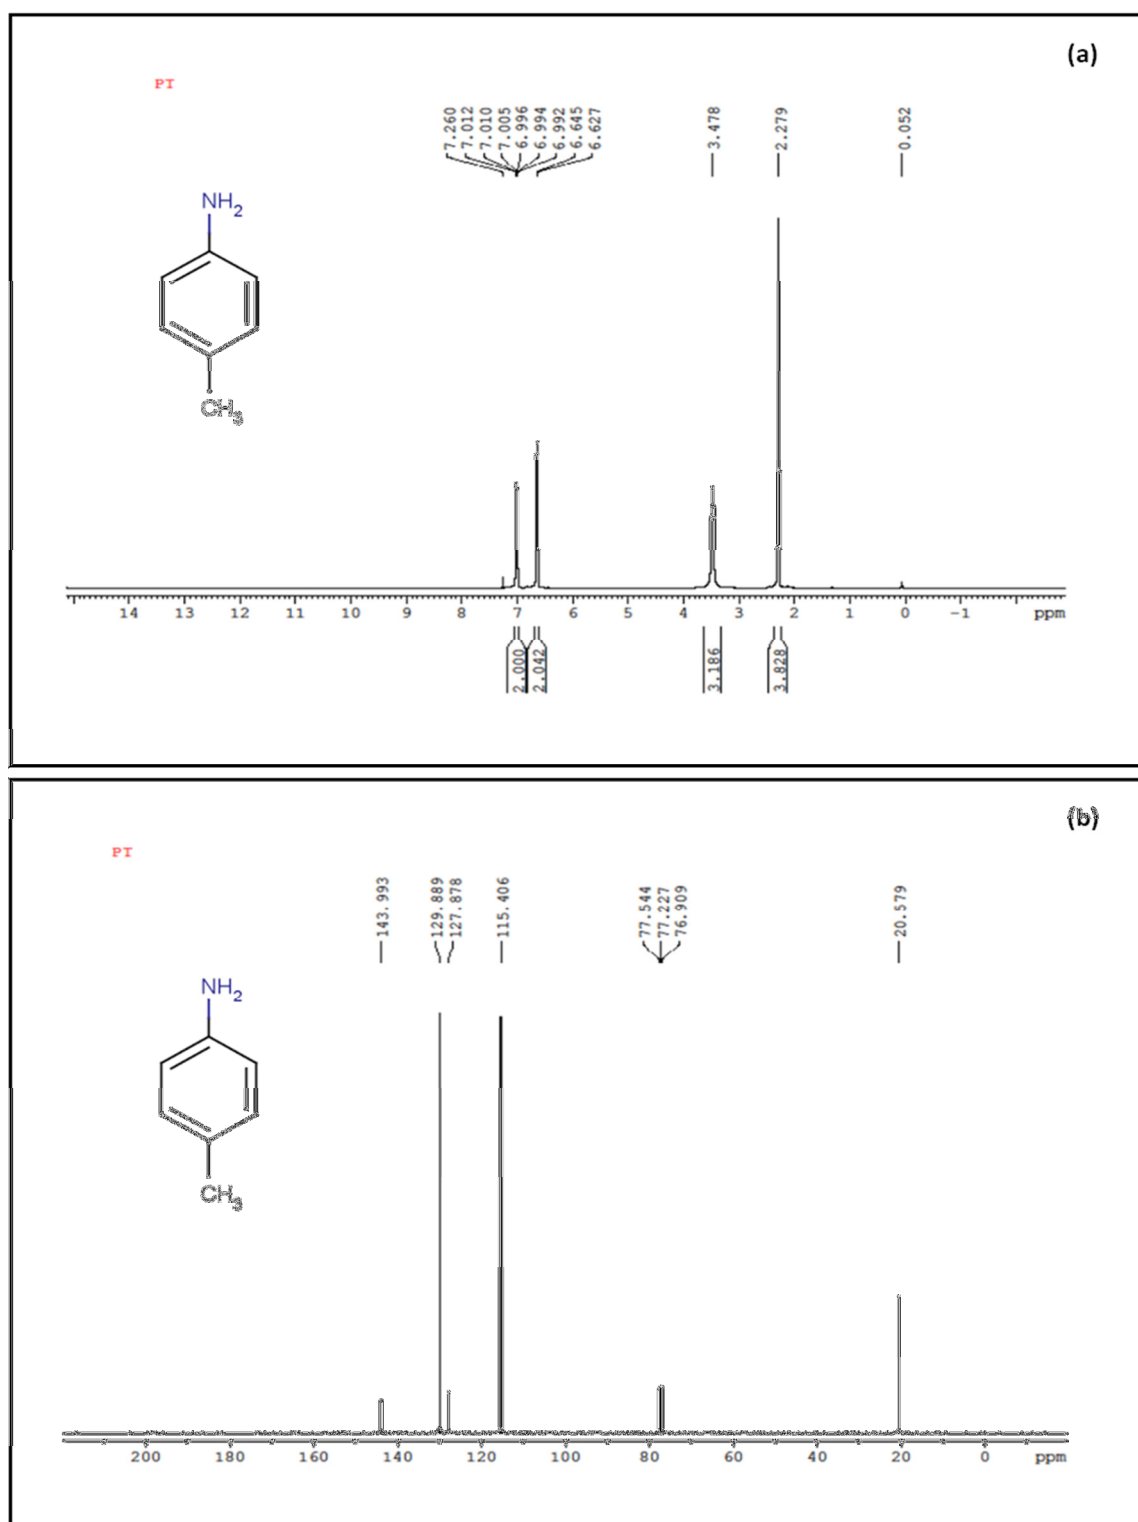 (a)
PT
7.260
7.012
7.010
7.005
6.996
6.994
6.992
6.645
6.627
3.478
2.279
0.052
NH2
CH3
14 13 12 11 10 9 8 7 6 5 4 3 2 1 0 -1 ppm
2.000
2.042
3.186
3.828
(b)
PT
143.993
129.889
127.878
115.406
77.544
77.227
76.909
20.579
NH2
CH3
200 180 160 140 120 100 80 60 40 20 0 ppm